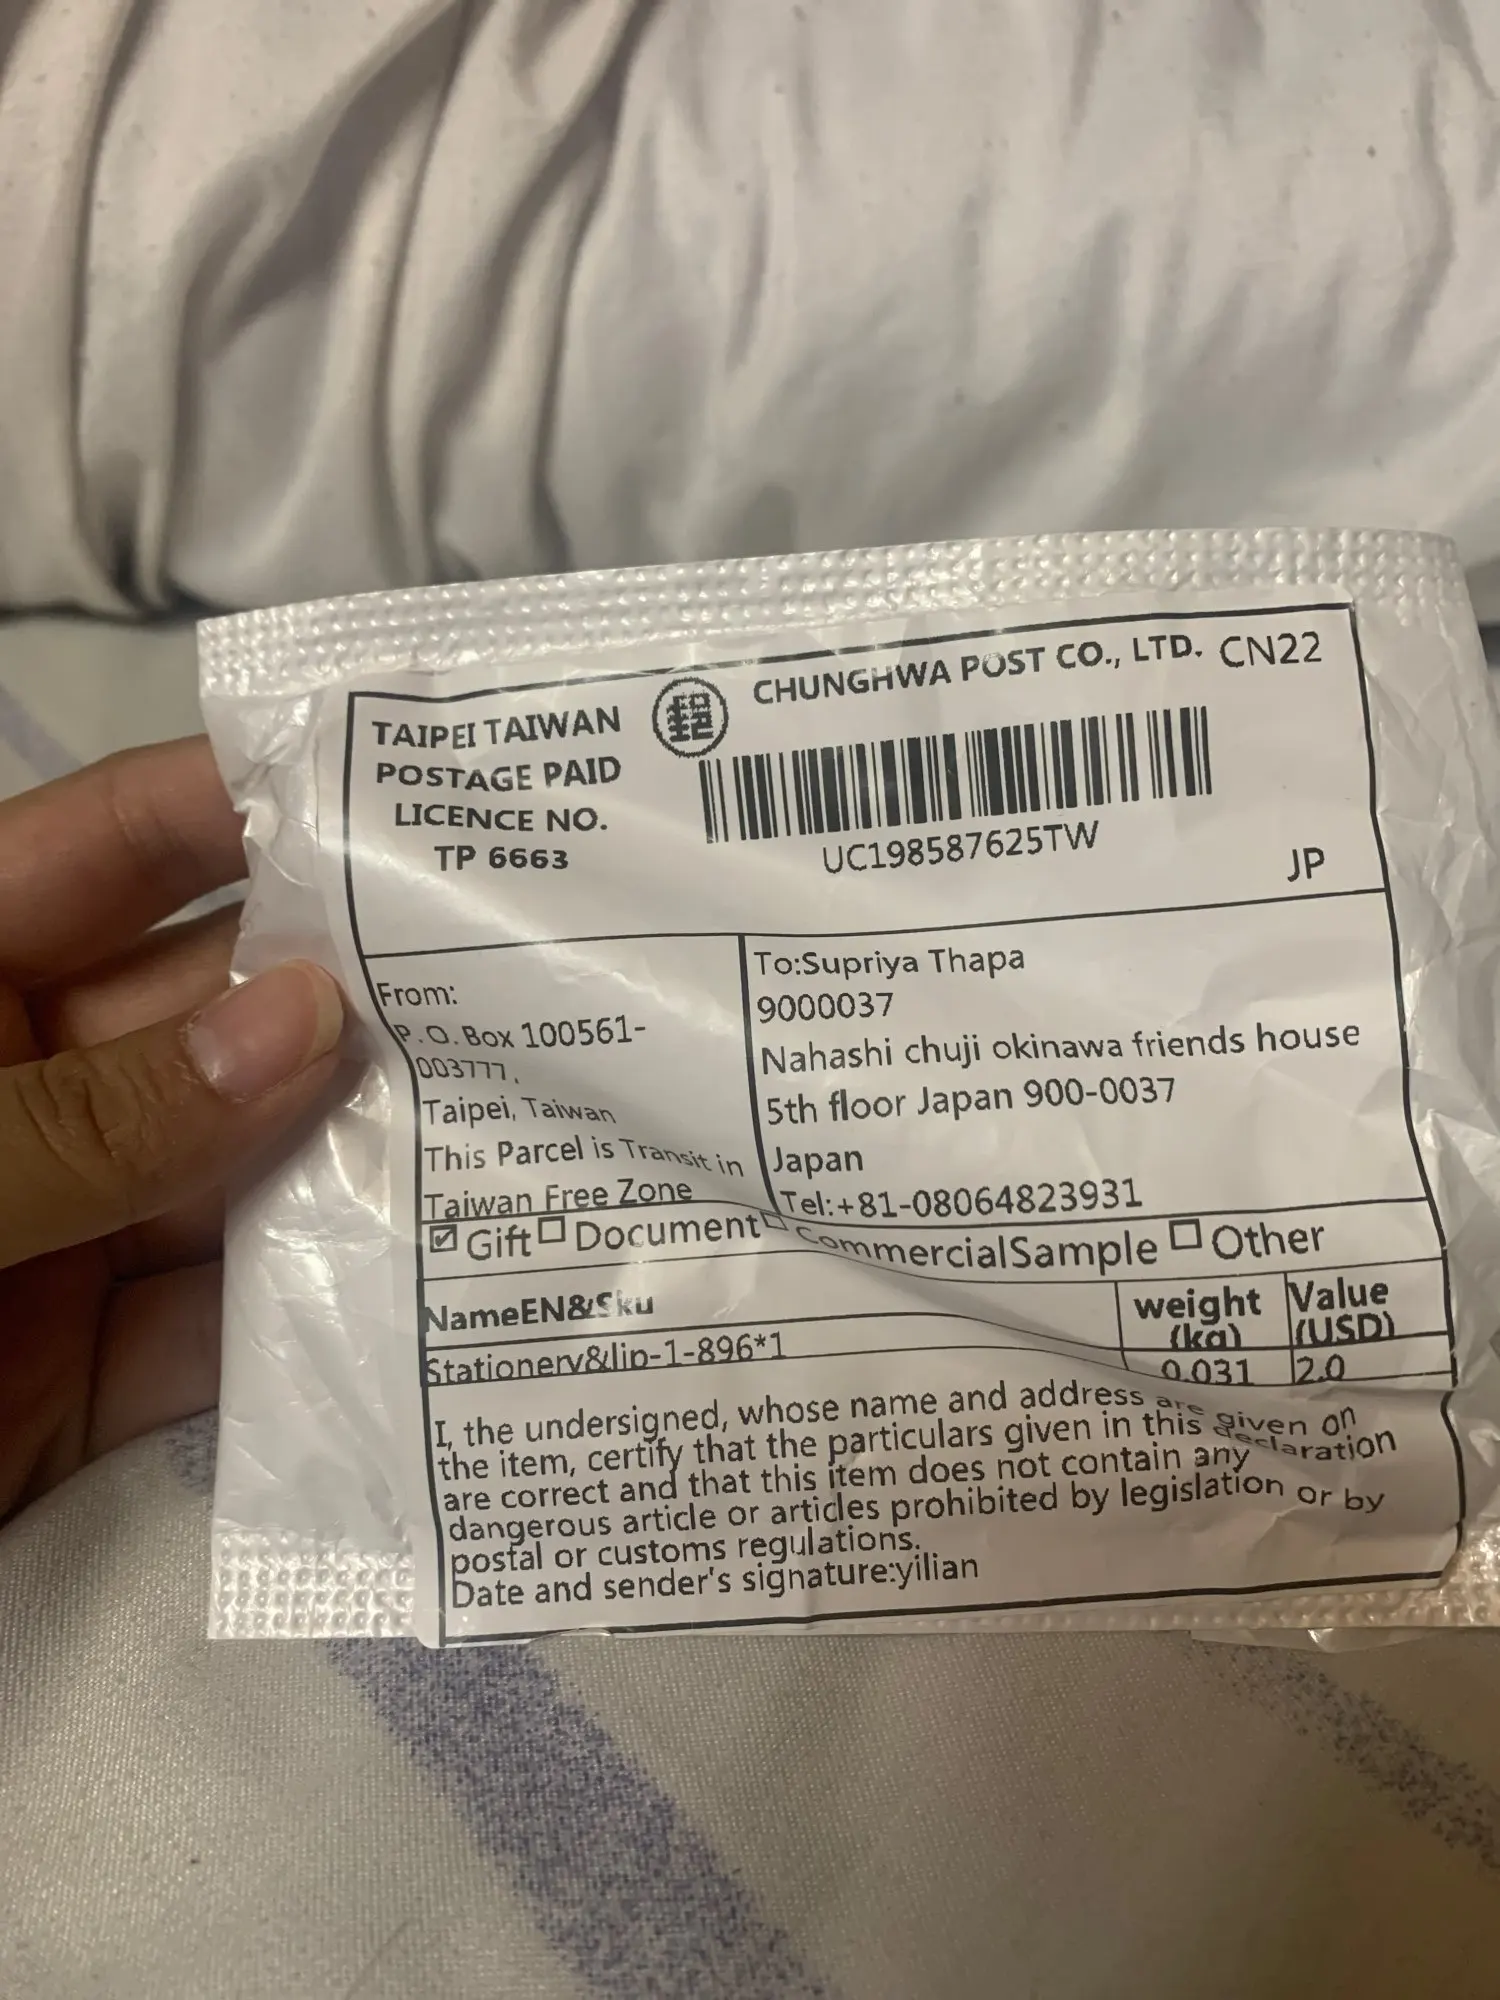 TAIPEI TAIWAN
POSTAGE PAID
LICENCE NO.
TP 6663
CHUNGHWA POST CO., LTD. CN22
UC198587625TW
JP
From:
P.O.Box 100561-
003777,
Taipei, Taiwan
This Parcel is Transit in
Taiwan Free Zone
To:Supriya Thapa
9000037
Nahashi chuji okinawa friends house
5th floor Japan 900-0037
Japan
Tel:+81-08064823931
Gift Document CommercialSample Other
NameEN&Sku weight (kg) Value (USD)
Stationery&lip-1-896*1 0.031 2.0
I, the undersigned, whose name and address are given on
the item, certify that the particulars given in this declaration
are correct and that this item does not contain any
dangerous article or articles prohibited by legislation or by
postal or customs regulations.
Date and sender's signature:yilian